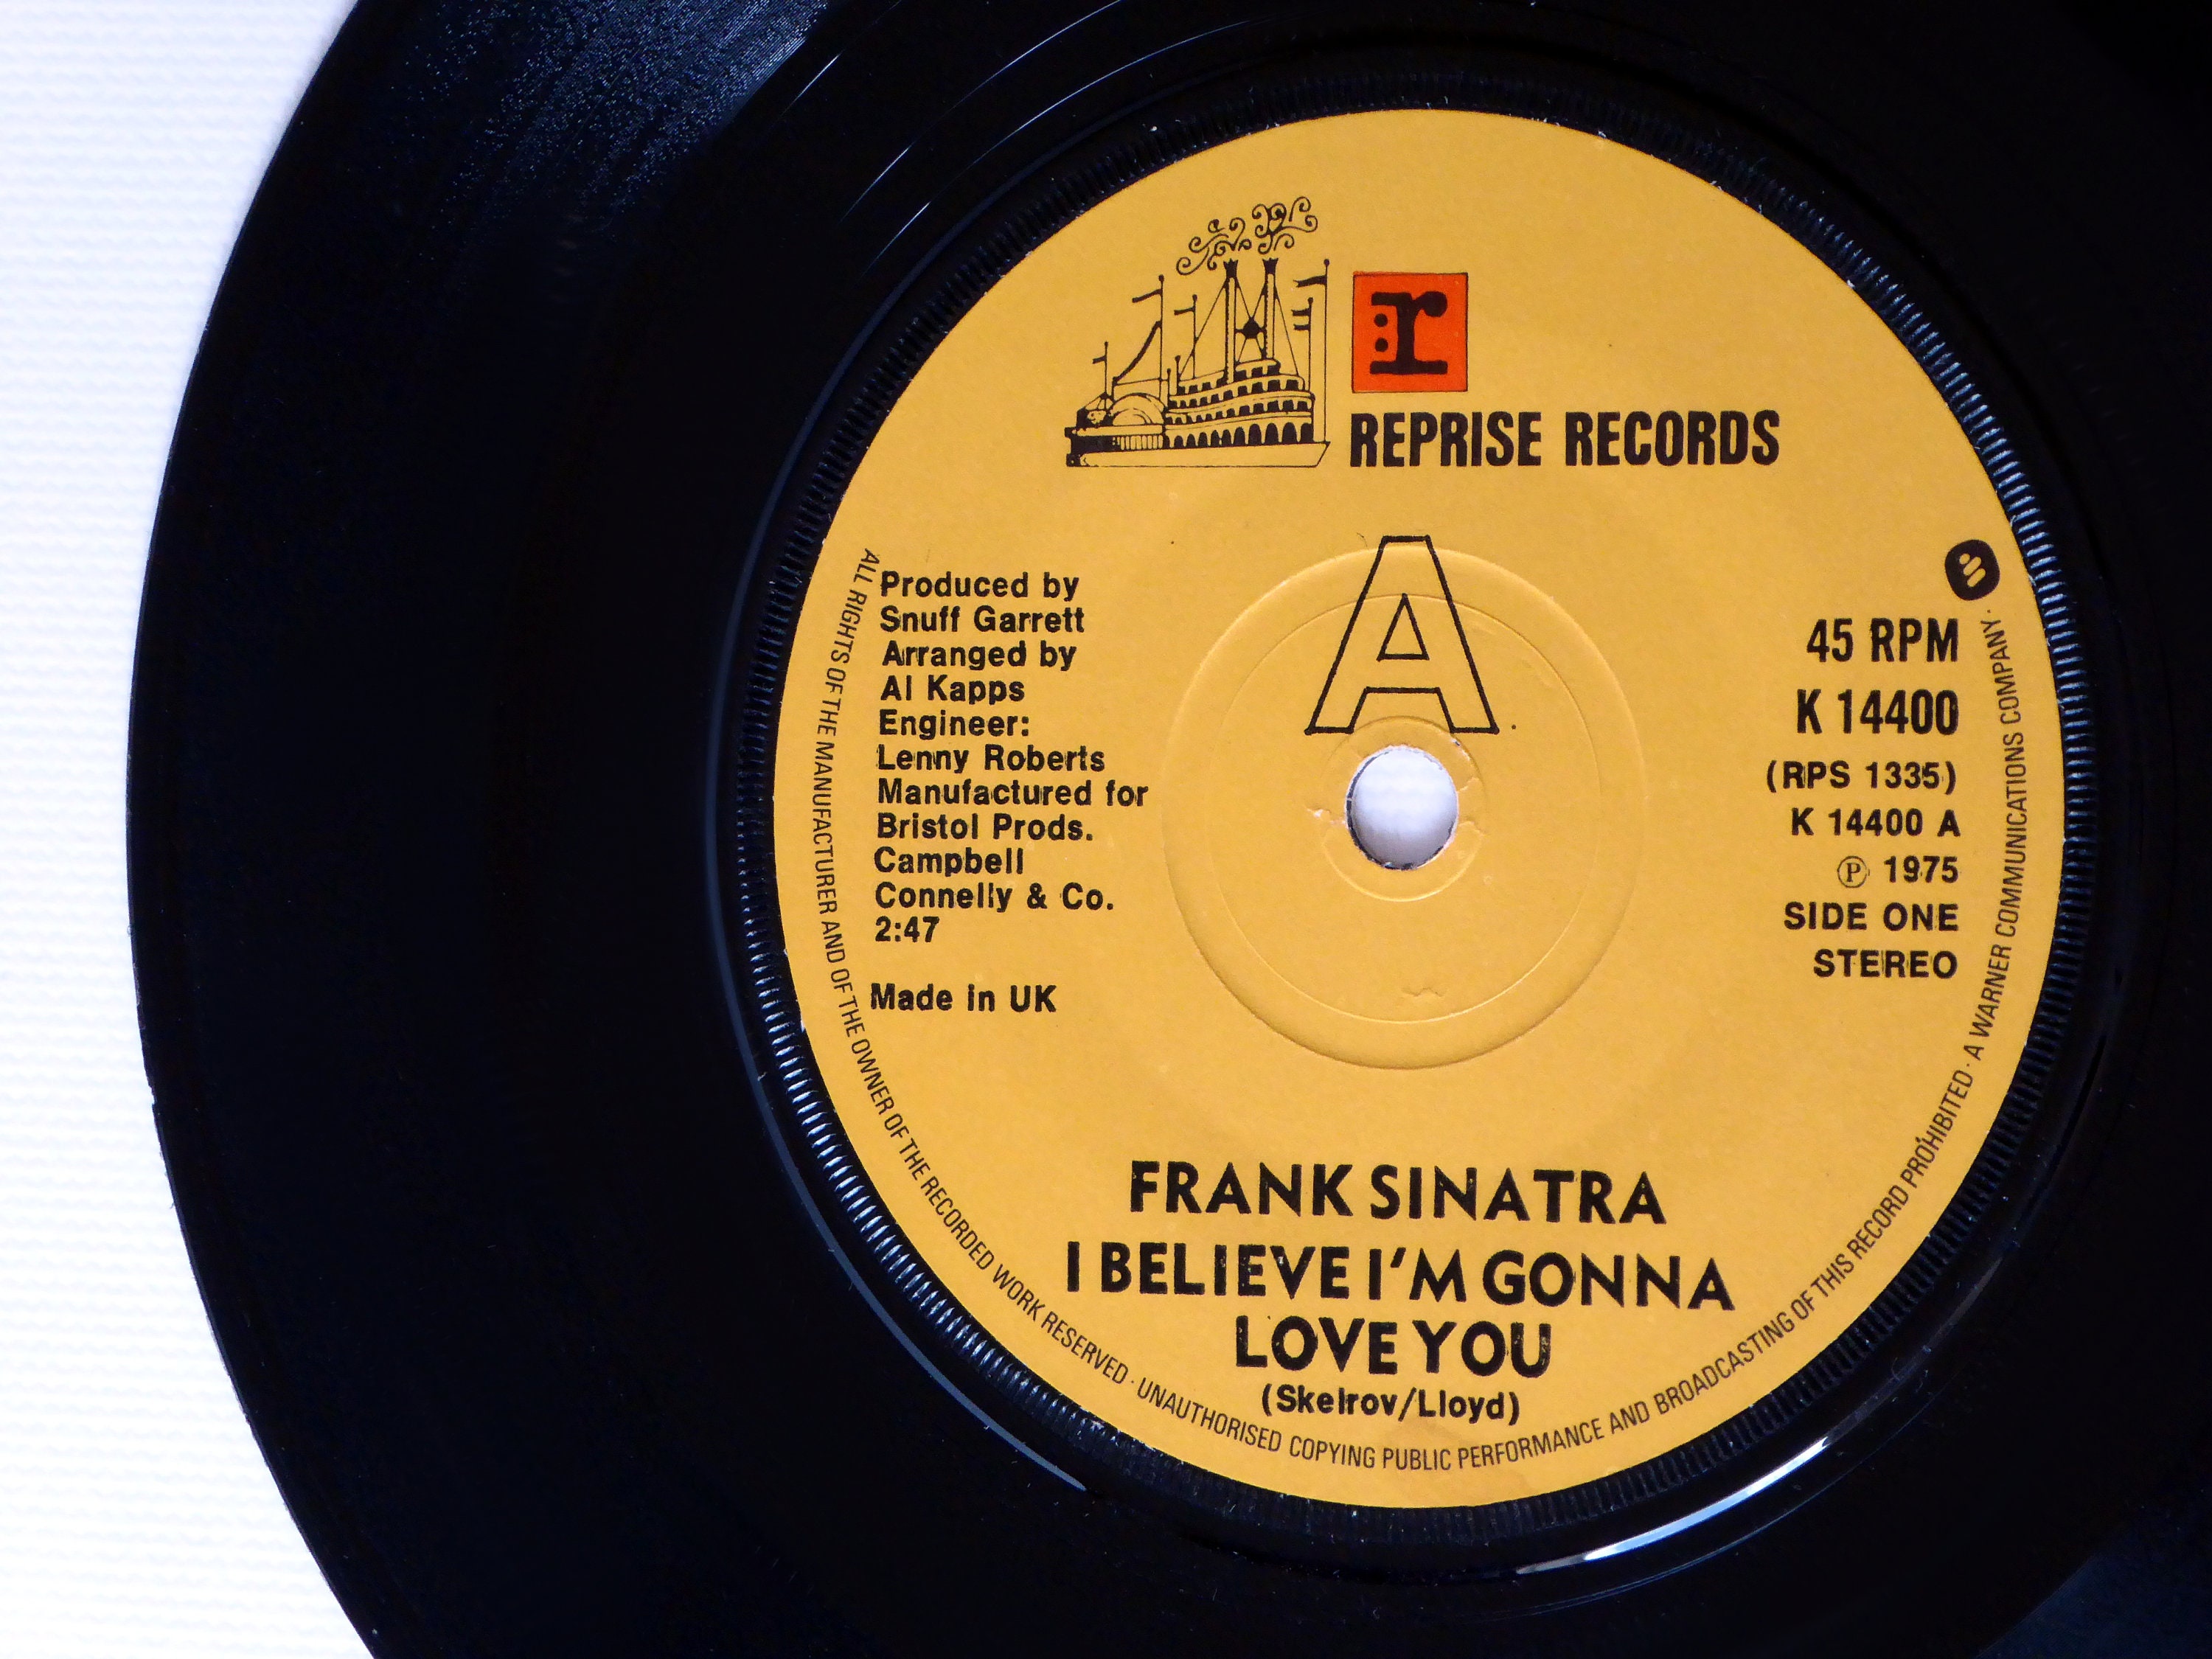 r
REPRISE RECORDS
A
Produced by
Snuff Garrett
Arranged by
Al Kapps
Engineer:
Lenny Roberts
Manufactured for
Bristol Prods.
Campbell
Connelly & Co.
2:47
Made in UK
45 RPM
K 14400
(RPS 1335)
K 14400 A
Ⓟ 1975
SIDE ONE
STEREO
FRANK SINATRA
I BELIEVE I'M GONNA
LOVE YOU
(Skelrov/Lloyd)
ALL RIGHTS OF THE MANUFACTURER AND OF THE OWNER OF THE RECORDED WORK RESERVED · UNAUTHORISED COPYING PUBLIC PERFORMANCE AND BROADCASTING OF THIS RECORD PROHIBITED · A WARNER COMMUNICATIONS COMPANY ·